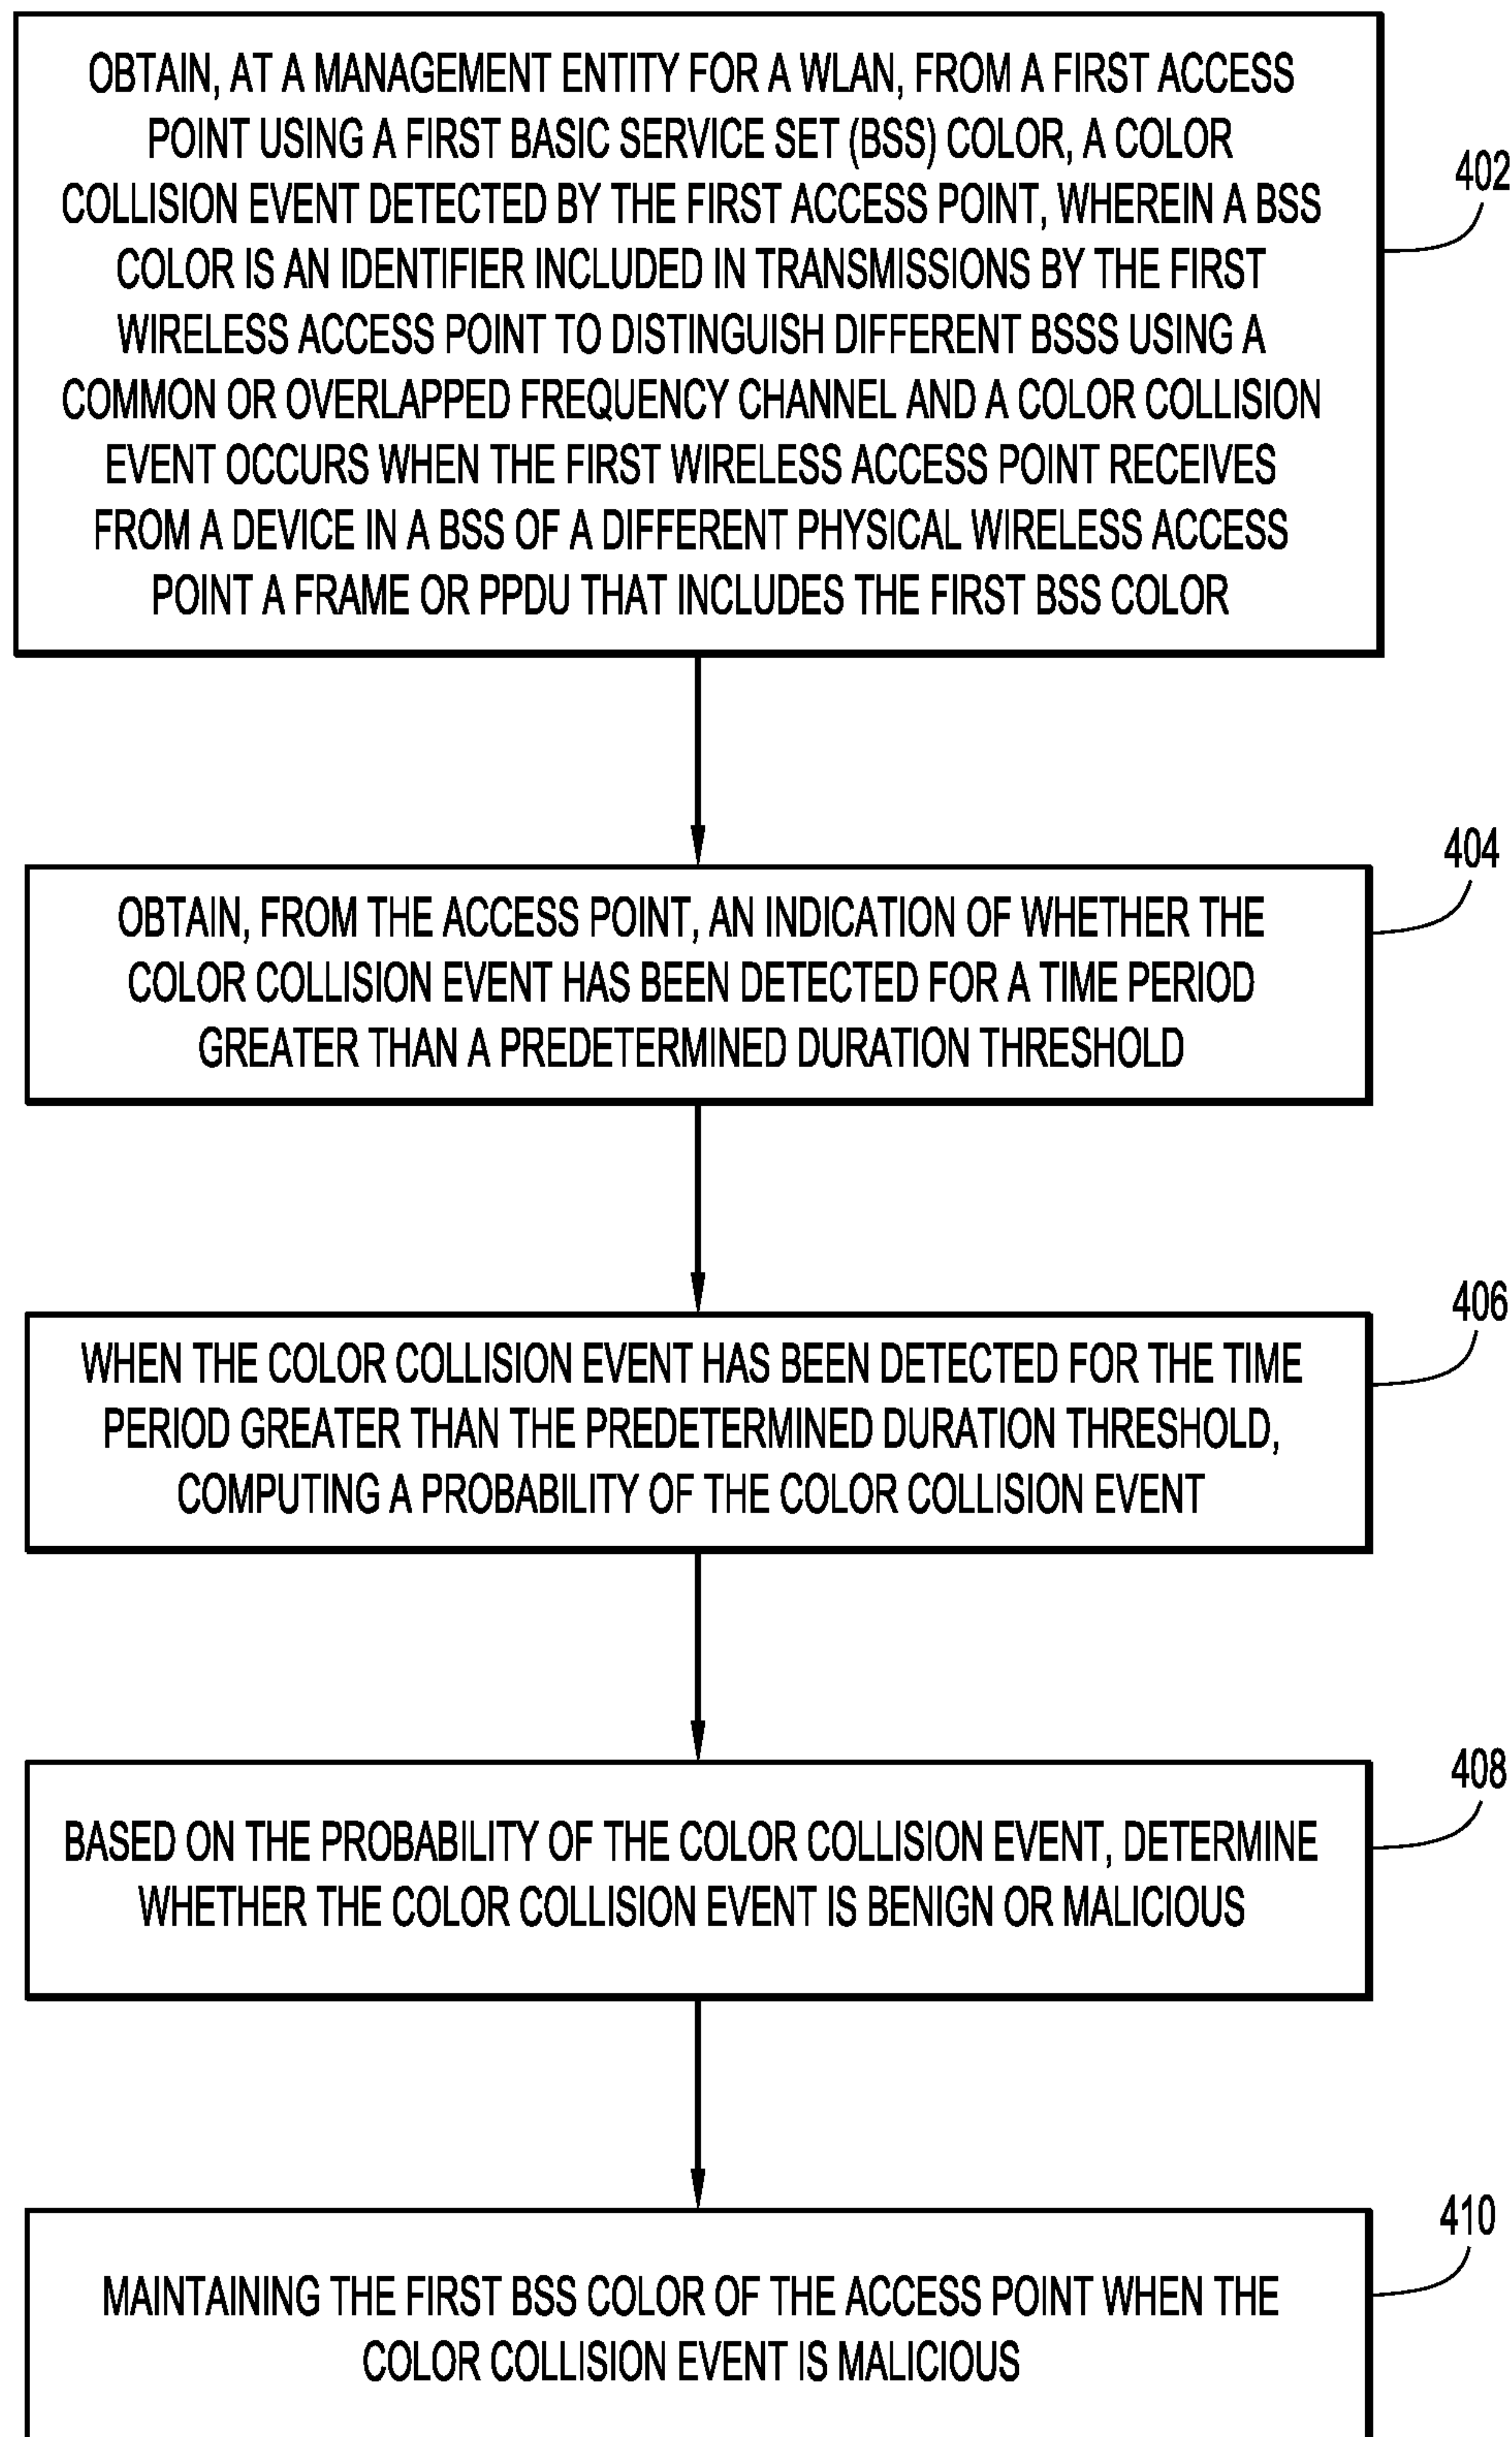 OBTAIN, AT A MANAGEMENT ENTITY FOR A WLAN, FROM A FIRST ACCESS
POINT USING A FIRST BASIC SERVICE SET (BSS) COLOR, A COLOR
COLLISION EVENT DETECTED BY THE FIRST ACCESS POINT, WHEREIN A BSS
COLOR IS AN IDENTIFIER INCLUDED IN TRANSMISSIONS BY THE FIRST
WIRELESS ACCESS POINT TO DISTINGUISH DIFFERENT BSSS USING A
COMMON OR OVERLAPPED FREQUENCY CHANNEL AND A COLOR COLLISION
EVENT OCCURS WHEN THE FIRST WIRELESS ACCESS POINT RECEIVES
FROM A DEVICE IN A BSS OF A DIFFERENT PHYSICAL WIRELESS ACCESS
POINT A FRAME OR PPDU THAT INCLUDES THE FIRST BSS COLOR
402
OBTAIN, FROM THE ACCESS POINT, AN INDICATION OF WHETHER THE
COLOR COLLISION EVENT HAS BEEN DETECTED FOR A TIME PERIOD
GREATER THAN A PREDETERMINED DURATION THRESHOLD
404
WHEN THE COLOR COLLISION EVENT HAS BEEN DETECTED FOR THE TIME
PERIOD GREATER THAN THE PREDETERMINED DURATION THRESHOLD,
COMPUTING A PROBABILITY OF THE COLOR COLLISION EVENT
406
BASED ON THE PROBABILITY OF THE COLOR COLLISION EVENT, DETERMINE
WHETHER THE COLOR COLLISION EVENT IS BENIGN OR MALICIOUS
408
MAINTAINING THE FIRST BSS COLOR OF THE ACCESS POINT WHEN THE
COLOR COLLISION EVENT IS MALICIOUS
410